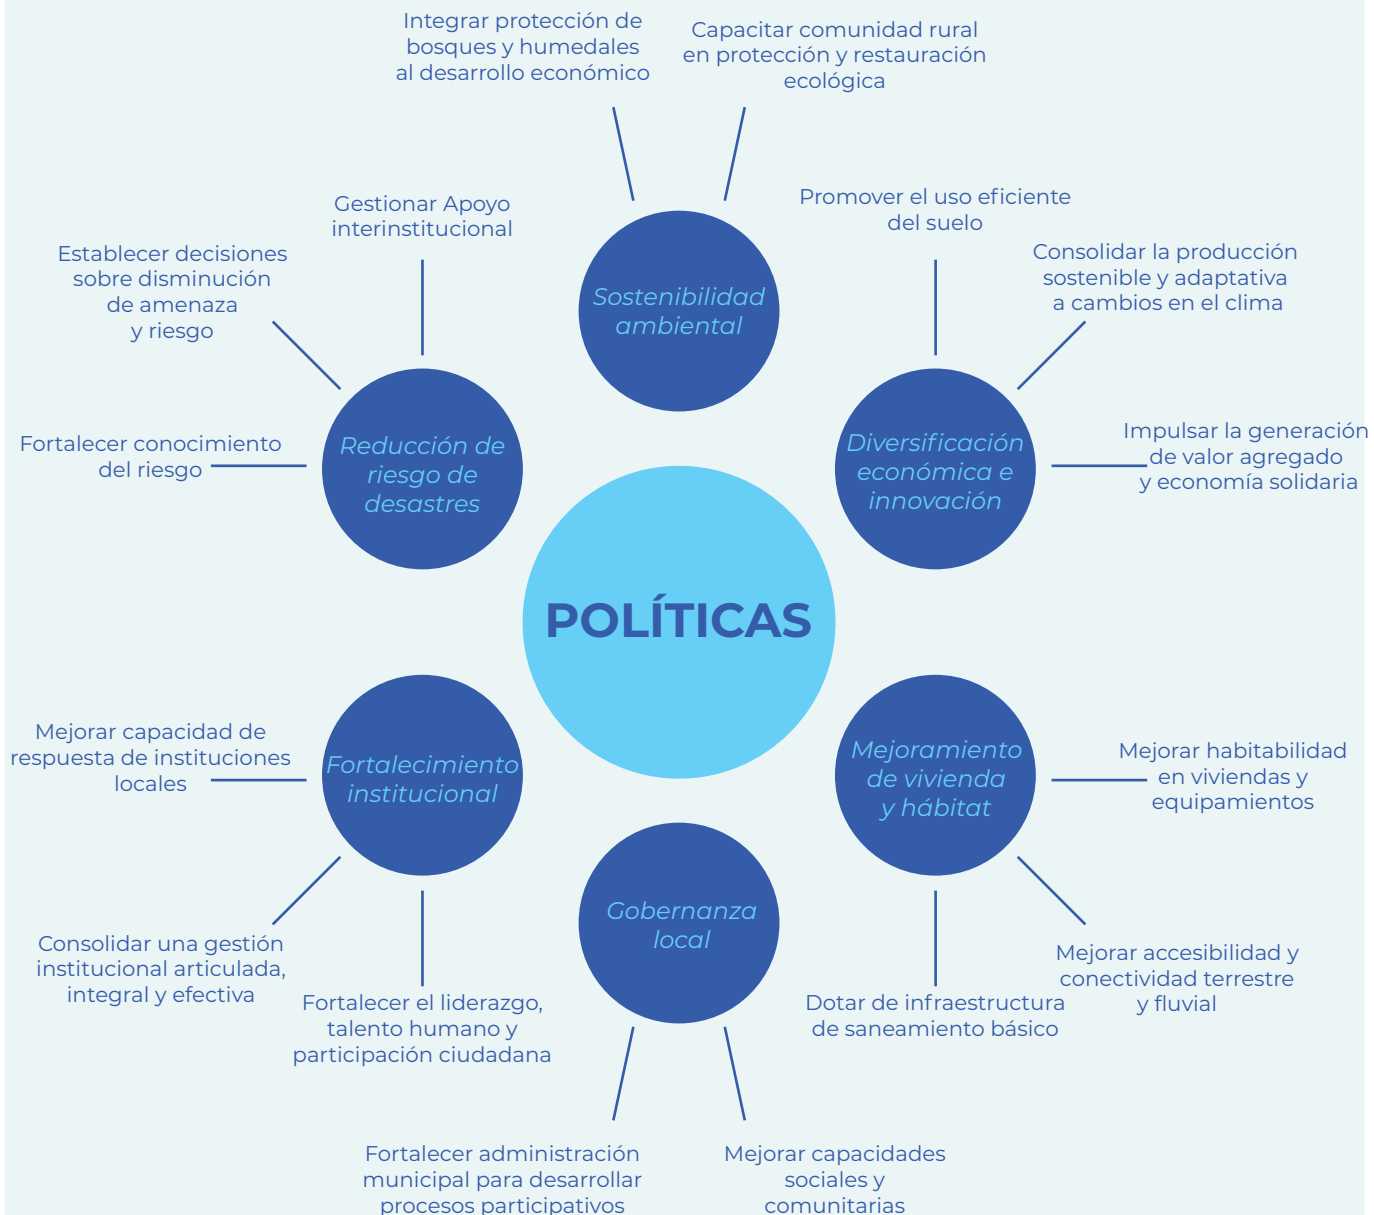 Integrar protección de
bosques y humedales
al desarrollo económico
Capacitar comunidad rural
en protección y restauración
ecológica
Gestionar Apoyo
interinstitucional
Promover el uso eficiente
del suelo
Establecer decisiones
sobre disminución
de amenaza
y riesgo
Consolidar la producción
sostenible y adaptativa
a cambios en el clima
Sostenibilidad
ambiental
Fortalecer conocimiento
del riesgo
Reducción de
riesgo de
desastres
Diversificación
económica e
innovación
Impulsar la generación
de valor agregado
y economía solidaria
POLÍTICAS
Mejorar capacidad de
respuesta de instituciones
locales
Fortalecimiento
institucional
Mejoramiento
de vivienda
y hábitat
Mejorar habitabilidad
en viviendas y
equipamientos
Gobernanza
local
Consolidar una gestión
institucional articulada,
integral y efectiva
Fortalecer el liderazgo,
talento humano y
participación ciudadana
Dotar de infraestructura
de saneamiento básico
Mejorar accesibilidad y
conectividad terrestre
y fluvial
Fortalecer administración
municipal para desarrollar
procesos participativos
Mejorar capacidades
sociales y
comunitarias